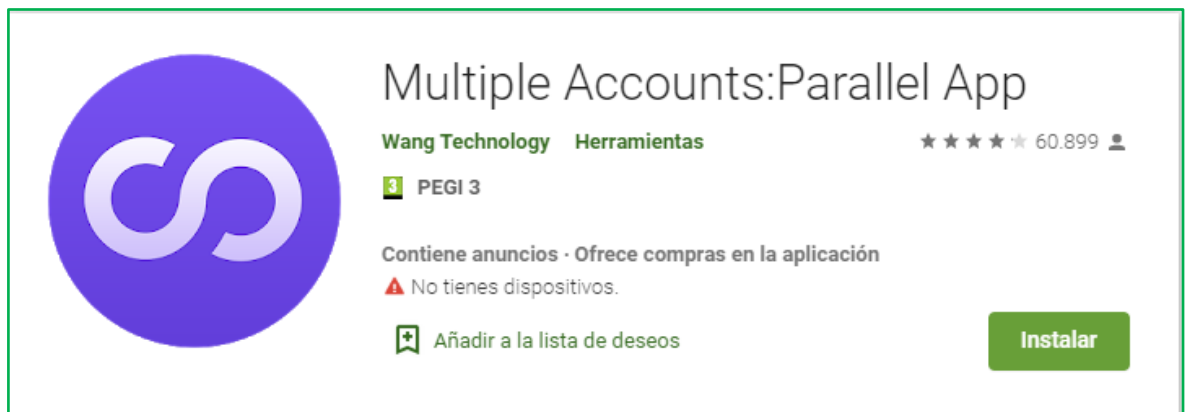 Multiple Accounts:Parallel App
Wang Technology Herramientas 60.899
3 PEGI 3
Contiene anuncios · Ofrece compras en la aplicación
No tienes dispositivos.
Añadir a la lista de deseos
Instalar